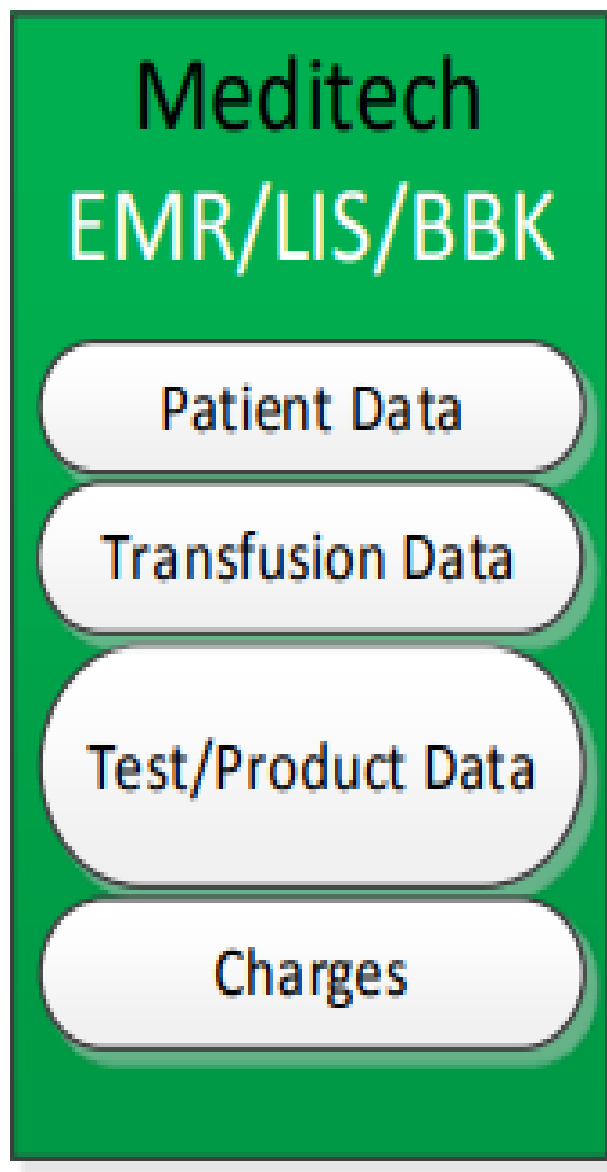 Meditech
EMR/LIS/BBK
Patient Data
Transfusion Data
Test/Product Data
Charges